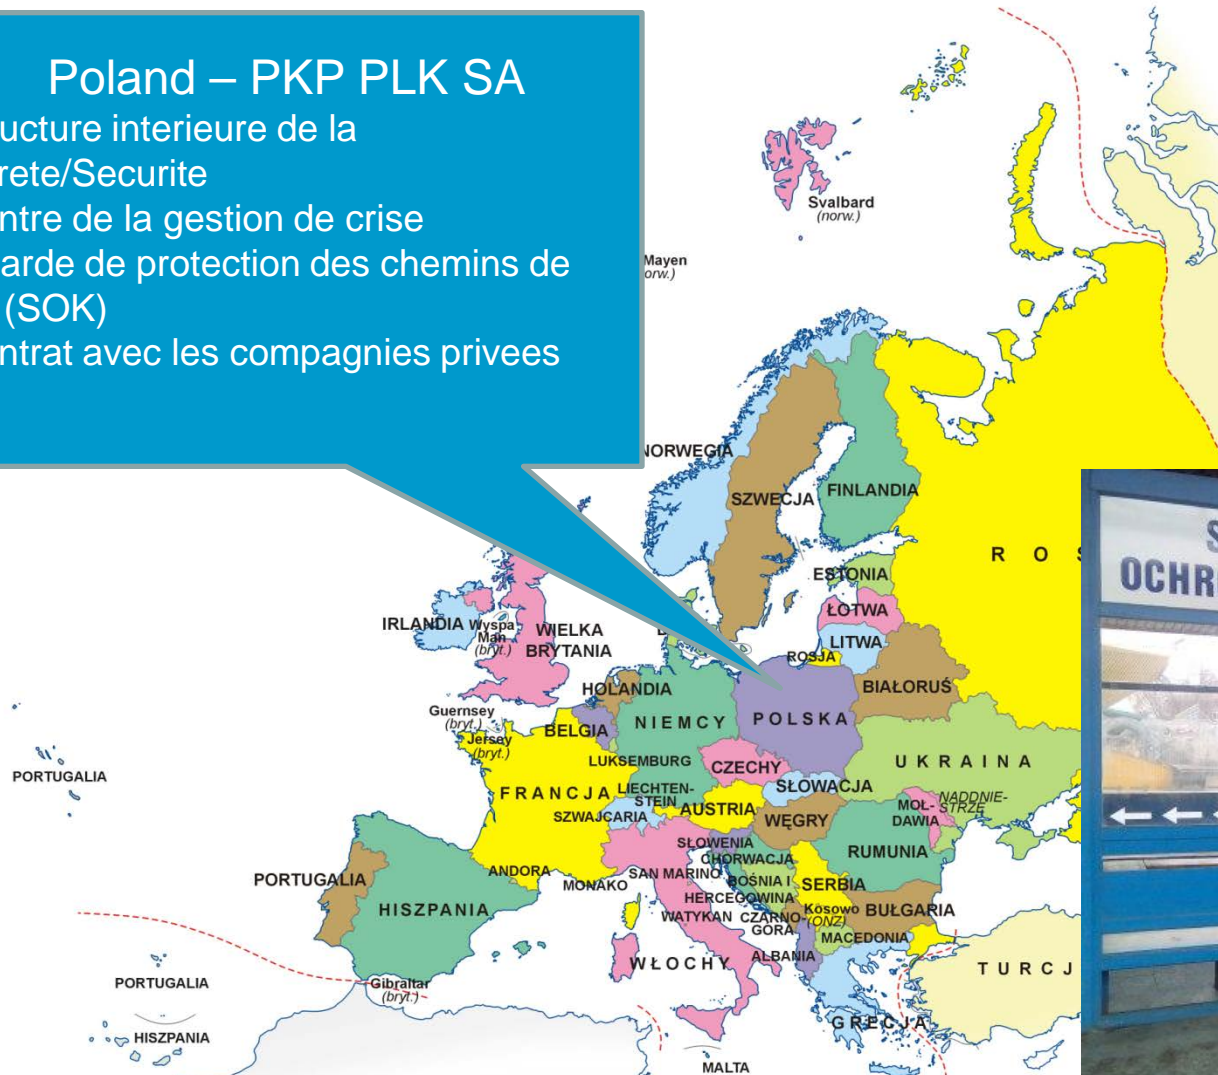 Poland – PKP PLK SA
ucture interieure de la
rete/Securite
ntre de la gestion de crise
arde de protection des chemins de
(SOK)
ntrat avec les compagnies privees
Svalbard
(norw.)
Mayen
orw.)
NORWEGIA
SZWECJA
FINLANDIA
R O S
ESTONIA
ŁOTWA
LITWA
ROSJA
BIAŁORUŚ
IRLANDIA
Wyspa
Man
(bryt.)
WIELKA
BRYTANIA
HOLANDIA
Guernsey
(bryt.)
Jersey
(bryt.)
BELGIA
NIEMCY
POLSKA
LUKSEMBURG
CZECHY
UKRAINA
PORTUGALIA
FRANCJA
LIECHTEN-
STEIN
SZWAJCARIA
AUSTRIA
SŁOWACJA
WĘGRY
MOŁ-
DAWIA
NADDNIE-
STRZE
SŁOWENIA
CHORWACJA
RUMUNIA
ANDORA
MONAKO
SAN MARINO
BOŚNIA I
HERCEGOWINA
SERBIA
PORTUGALIA
HISZPANIA
WATYKAN
CZARNO-
GÓRA
Kosowo
(ONZ)
BUŁGARIA
MACEDONIA
ALBANIA
WŁOCHY
TURCJ
PORTUGALIA
Gibraltar
(bryt.)
GRECJA
HISZPANIA
MALTA
S
OCHR